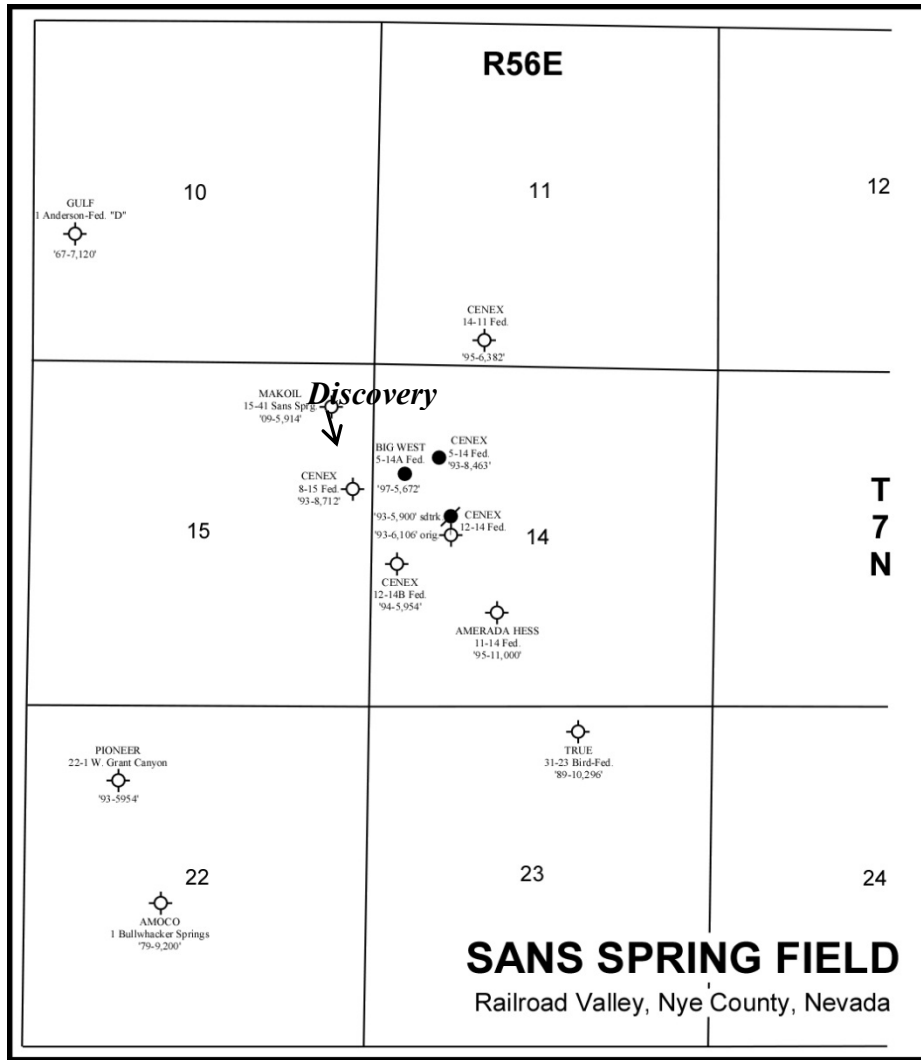 R56E
10
11
12
GULF
1 Anderson-Fed. "D"
'67-7,120'
CENEX
14-11 Fed.
'95-6,382'
MAKOIL
15-41 Sans Sprg.
'09-5,914'
Discovery
BIG WEST
5-14A Fed.
'97-5,672'
CENEX
5-14 Fed.
'93-8,463'
CENEX
8-15 Fed.
'93-8,712'
'93-5,900' sdtrk
CENEX
12-14 Fed.
'93-6,106' orig
15
14
T
7
N
CENEX
12-14B Fed.
'94-5,954'
AMERADA HESS
11-14 Fed.
'95-11,000'
PIONEER
22-1 W. Grant Canyon
'93-5954'
TRUE
31-23 Bird-Fed.
'89-10,296'
22
23
24
AMOCO
1 Bullwhacker Springs
'79-9,200'
SANS SPRING FIELD
Railroad Valley, Nye County, Nevada